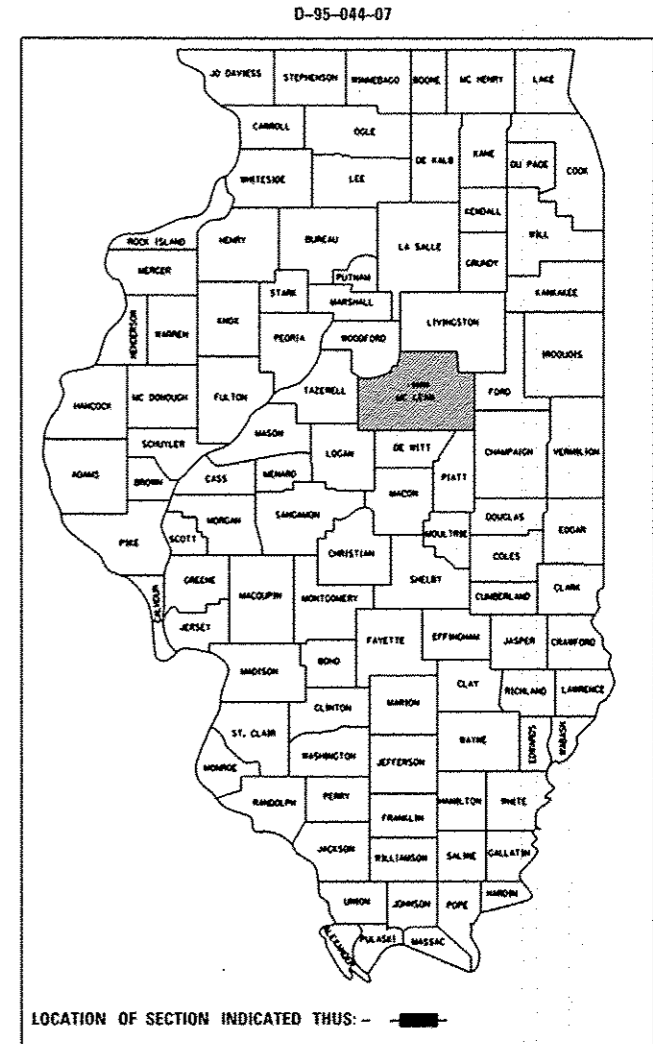 D-95-044-07
JO DAVIESS STEPHENSON WINNEBAGO BOONE MC HENRY LAKE
CARROLL OGLE DE KALB KANE DU PAGE COOK
WHITESIDE LEE
KENDALL WILL
ROCK ISLAND HENRY BUREAU LA SALLE GRUNDY
MERCER PUTNAM KANKAKEE
STARK MARSHALL
HENDERSON WARREN KNOX PEORIA WOODFORD LIVINGSTON IROQUOIS
HANCOCK MC DONOUGH FULTON TAZEWELL MC LEAN FORD
SCHUYLER MASON LOGAN DE WITT CHAMPAIGN VERMILION
ADAMS BROWN CASS MENARD MACON PIATT
PIKE SCOTT MORGAN SANGAMON CHRISTIAN MOULTRIE DOUGLAS EDGAR
COLES
CALHOUN GREENE MACOUPIN MONTGOMERY SHELBY CUMBERLAND CLARK
JERSEY
MADISON BOND FAYETTE EFFINGHAM JASPER CRAWFORD
CLINTON MARION CLAY RICHLAND LAWRENCE
ST. CLAIR WASHINGTON JEFFERSON WAYNE EDWARDS WABASH
MONROE
RANDOLPH PERRY FRANKLIN HAMILTON WHITE
JACKSON WILLIAMSON SALINE GALLATIN
UNION JOHNSON POPE HARDIN
ALEXANDER PULASKI MASSAC
LOCATION OF SECTION INDICATED THUS: -